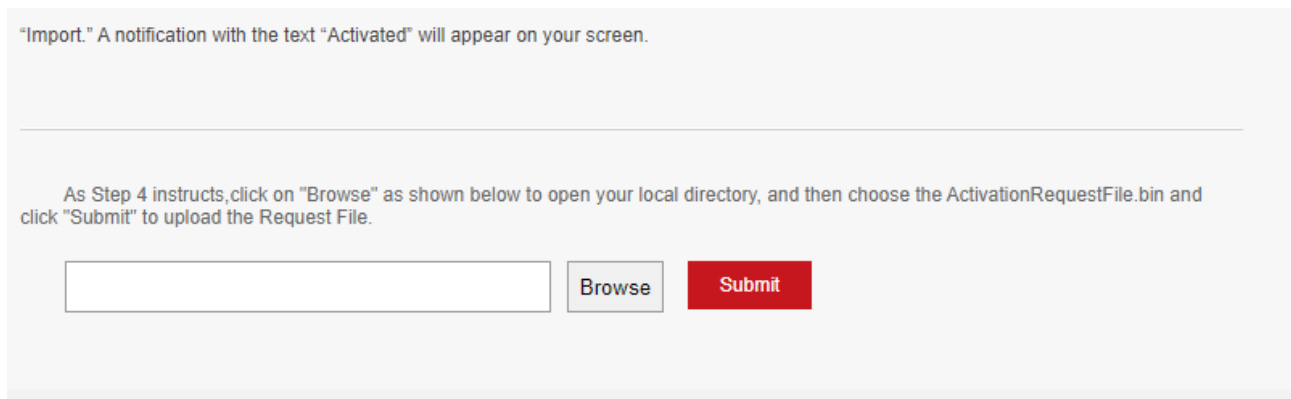 “Import.” A notification with the text “Activated” will appear on your screen.
As Step 4 instructs,click on "Browse" as shown below to open your local directory, and then choose the ActivationRequestFile.bin and
click "Submit" to upload the Request File.
Browse Submit